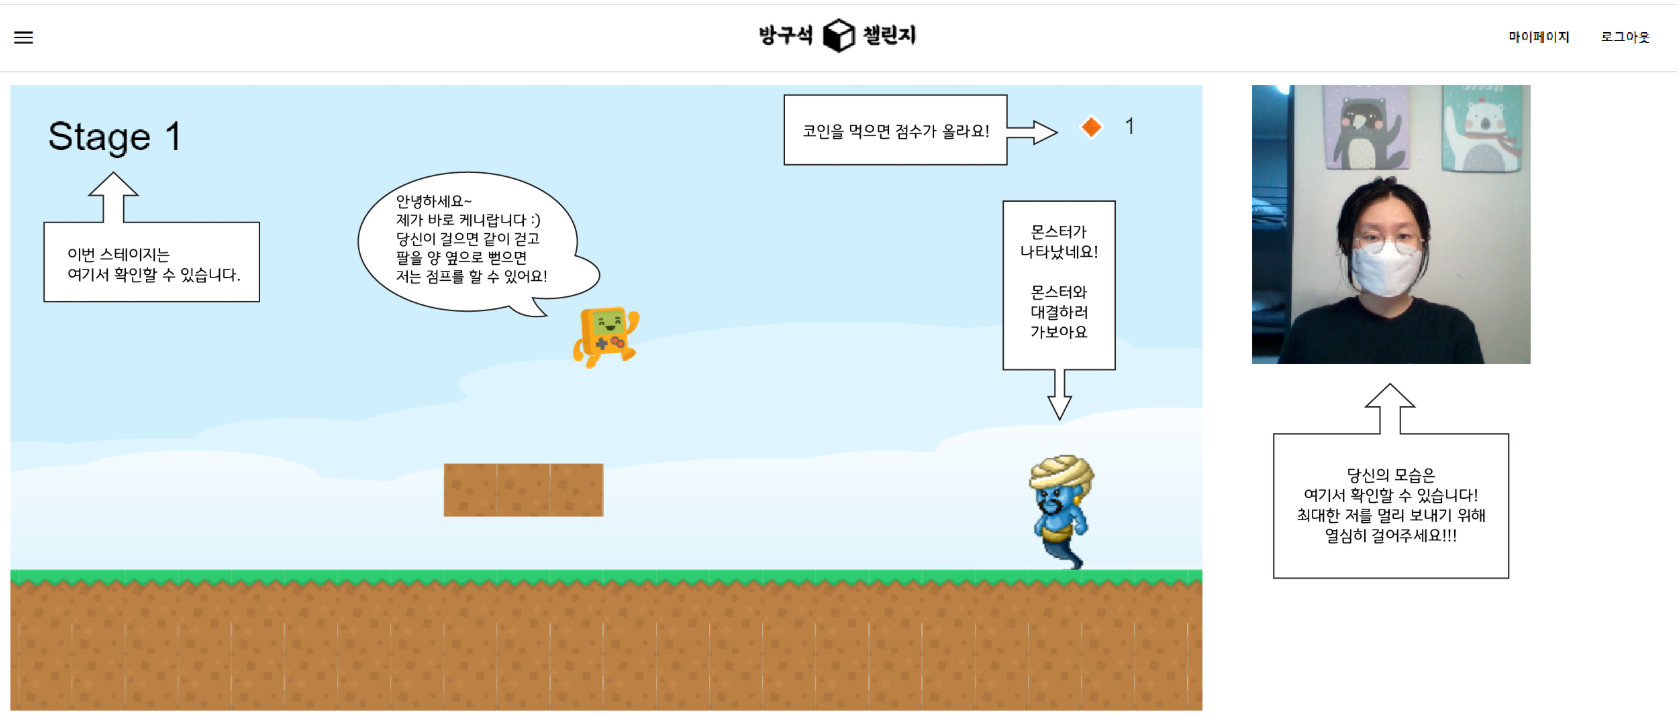 방구석 챌린지
마이페이지 로그아웃
Stage 1
이번 스테이지는
여기서 확인할 수 있습니다.
안녕하세요~
제가 바로 케니랍니다 :)
당신이 걸으면 같이 걷고
팔을 양 옆으로 뻗으면
저는 점프를 할 수 있어요!
코인을 먹으면 점수가 올라요!
1
몬스터가
나타났네요!
몬스터와
대결하러
가보아요
당신의 모습은
여기서 확인할 수 있습니다!
최대한 저를 멀리 보내기 위해
열심히 걸어주세요!!!